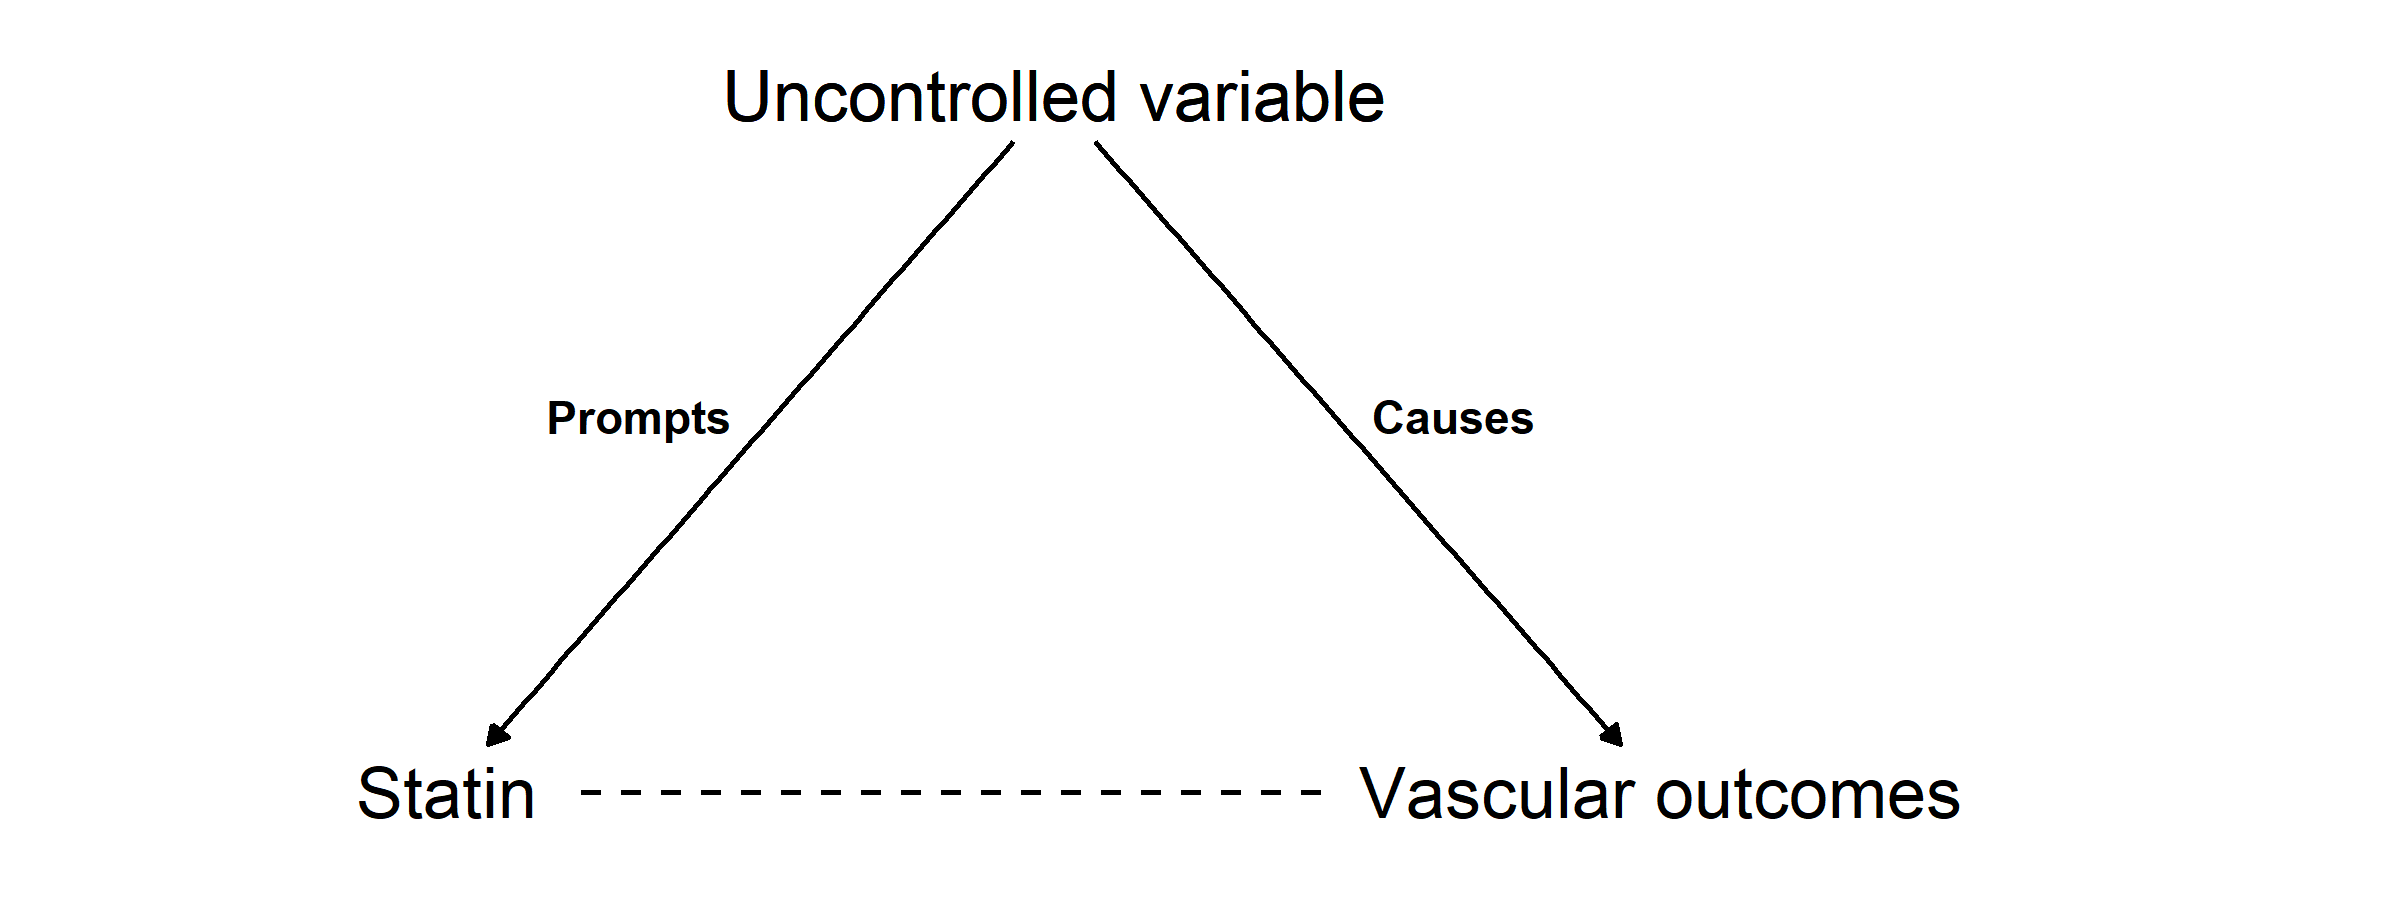 Uncontrolled variable
Prompts
Causes
Statin
Vascular outcomes